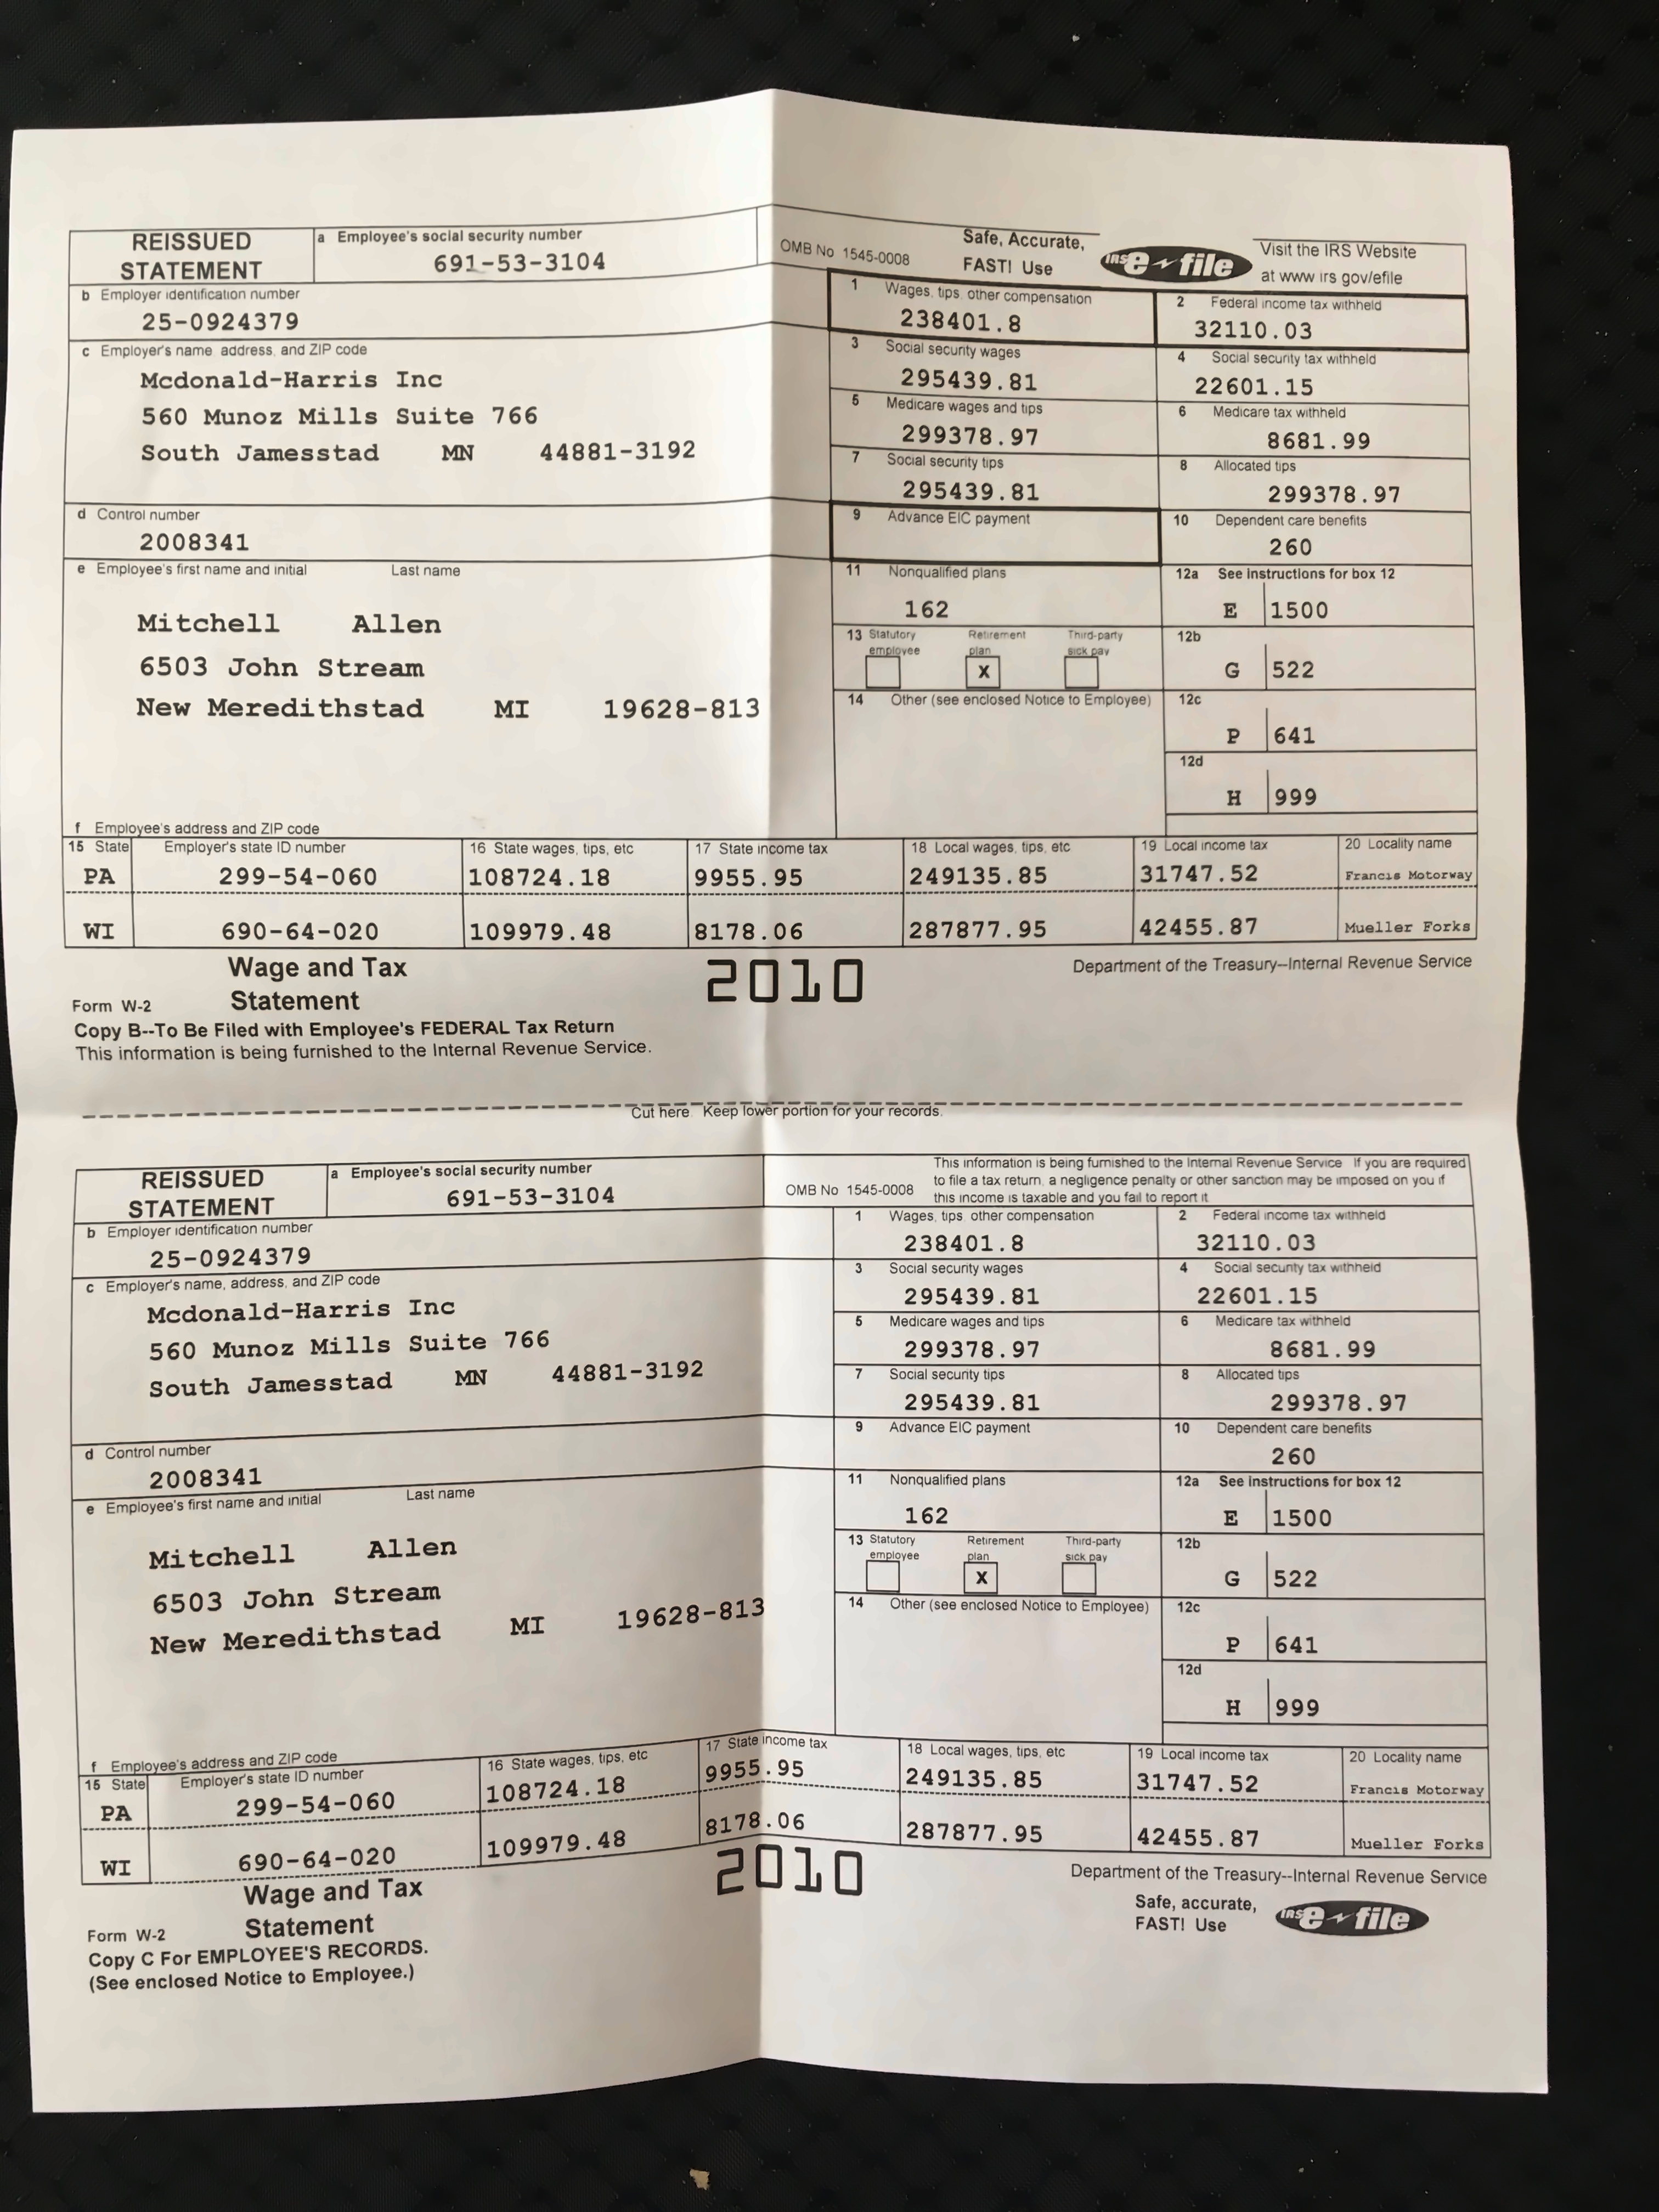 REISSUED STATEMENT
a Employee's social security number
691-53-3104
OMB No 1545-0008
Safe, Accurate, FAST! Use
IRS e-file
Visit the IRS Website at www irs gov/efile
b Employer identification number
25-0924379
1 Wages, tips, other compensation
238401.8
2 Federal income tax withheld
32110.03
c Employer's name address, and ZIP code
Mcdonald-Harris Inc
560 Munoz Mills Suite 766
South Jamesstad MN 44881-3192
3 Social security wages
295439.81
4 Social security tax withheld
22601.15
5 Medicare wages and tips
299378.97
6 Medicare tax withheld
8681.99
7 Social security tips
295439.81
8 Allocated tips
299378.97
d Control number
2008341
9 Advance EIC payment
10 Dependent care benefits
260
e Employee's first name and initial Last name
Mitchell Allen
6503 John Stream
New Meredithstad MI 19628-813
11 Nonqualified plans
162
12a See instructions for box 12
E 1500
13 Statutory employee Retirement plan Third-party sick pay
X
12b
G 522
14 Other (see enclosed Notice to Employee)
12c
P 641
12d
H 999
f Employee's address and ZIP code
15 State Employer's state ID number 16 State wages, tips, etc 17 State income tax 18 Local wages, tips, etc 19 Local income tax 20 Locality name
PA 299-54-060 108724.18 9955.95 249135.85 31747.52 Francis Motorway
WI 690-64-020 109979.48 8178.06 287877.95 42455.87 Mueller Forks
Wage and Tax
Form W-2 Statement
2010
Department of the Treasury--Internal Revenue Service
Copy B--To Be Filed with Employee's FEDERAL Tax Return
This information is being furnished to the Internal Revenue Service.
Cut here. Keep lower portion for your records.
REISSUED STATEMENT
a Employee's social security number
691-53-3104
OMB No 1545-0008
This information is being furnished to the Internal Revenue Service If you are required
to file a tax return, a negligence penalty or other sanction may be imposed on you if
this income is taxable and you fail to report it
b Employer identification number
25-0924379
1 Wages, tips other compensation
238401.8
2 Federal income tax withheld
32110.03
c Employer's name, address, and ZIP code
Mcdonald-Harris Inc
560 Munoz Mills Suite 766
South Jamesstad MN 44881-3192
3 Social security wages
295439.81
4 Social security tax withheld
22601.15
5 Medicare wages and tips
299378.97
6 Medicare tax withheld
8681.99
7 Social security tips
295439.81
8 Allocated tips
299378.97
d Control number
2008341
9 Advance EIC payment
10 Dependent care benefits
260
e Employee's first name and initial Last name
Mitchell Allen
6503 John Stream
New Meredithstad MI 19628-813
11 Nonqualified plans
162
12a See instructions for box 12
E 1500
13 Statutory employee Retirement plan Third-party sick pay
X
12b
G 522
14 Other (see enclosed Notice to Employee)
12c
P 641
12d
H 999
f Employee's address and ZIP code
15 State Employer's state ID number 16 State wages, tips, etc 17 State income tax 18 Local wages, tips, etc 19 Local income tax 20 Locality name
PA 299-54-060 108724.18 9955.95 249135.85 31747.52 Francis Motorway
WI 690-64-020 109979.48 8178.06 287877.95 42455.87 Mueller Forks
Wage and Tax
Form W-2 Statement
2010
Department of the Treasury--Internal Revenue Service
Safe, accurate, FAST! Use
IRS e-file
Copy C For EMPLOYEE'S RECORDS.
(See enclosed Notice to Employee.)